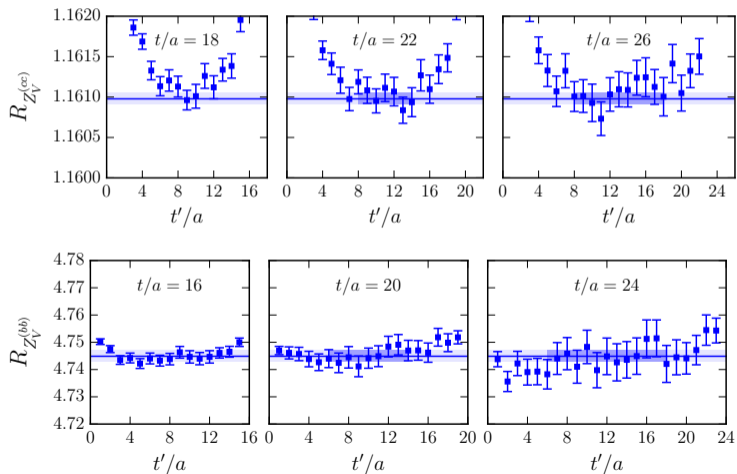 1.1620
1.1615
1.1610
1.1605
1.1600
R_{Z_V^{(cc)}}
t/a = 18
t/a = 22
t/a = 26
0 4 8 12 16
0 4 8 12 16 20
0 4 8 12 16 20 24
t′/a
t′/a
t′/a
4.78
4.77
4.76
4.75
4.74
4.73
4.72
R_{Z_V^{(bb)}}
t/a = 16
t/a = 20
t/a = 24
0 4 8 12 16
0 4 8 12 16 20
0 4 8 12 16 20 24
t′/a
t′/a
t′/a